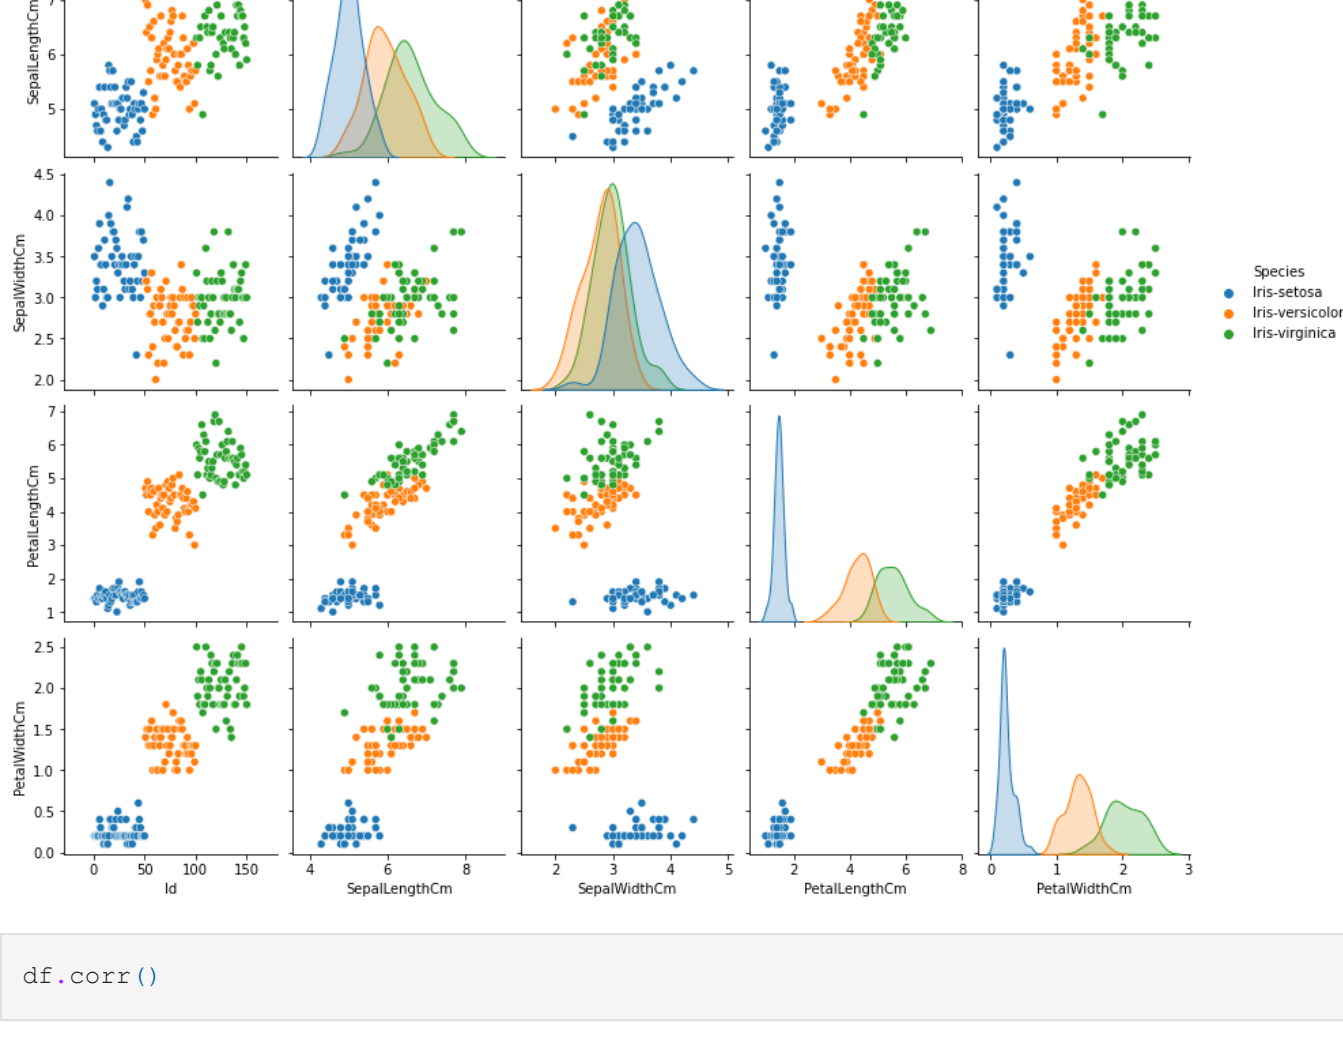 7
SepalLengthCm
6
5
4.5
4.0
SepalWidthCm
3.5
3.0
2.5
2.0
Species
Iris-setosa
Iris-versicolor
Iris-virginica
7
6
PetalLengthCm
5
4
3
2
1
2.5
2.0
PetalWidthCm
1.5
1.0
0.5
0.0
0 50 100 150
4 6 8
2 3 4 5
2 4 6 8
0 1 2 3
Id
SepalLengthCm
SepalWidthCm
PetalLengthCm
PetalWidthCm
df.corr()